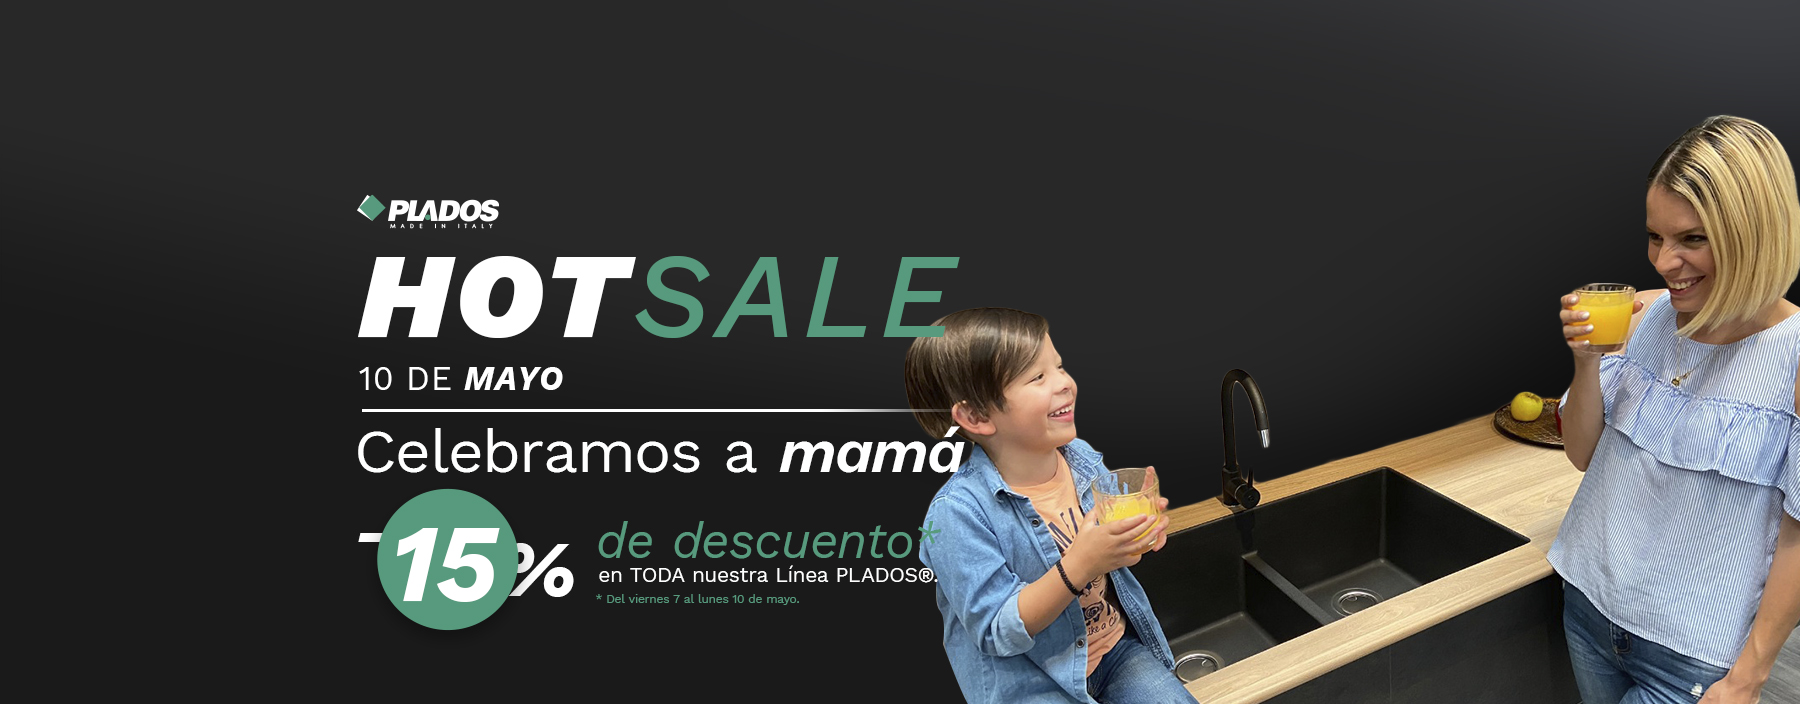 PLADOS
MADE IN ITALY
HOTSALE
10 DE MAYO
Celebramos a mamá
-15%
de descuento*
en TODA nuestra Línea PLADOS®.
* Del viernes 7 al lunes 10 de mayo.